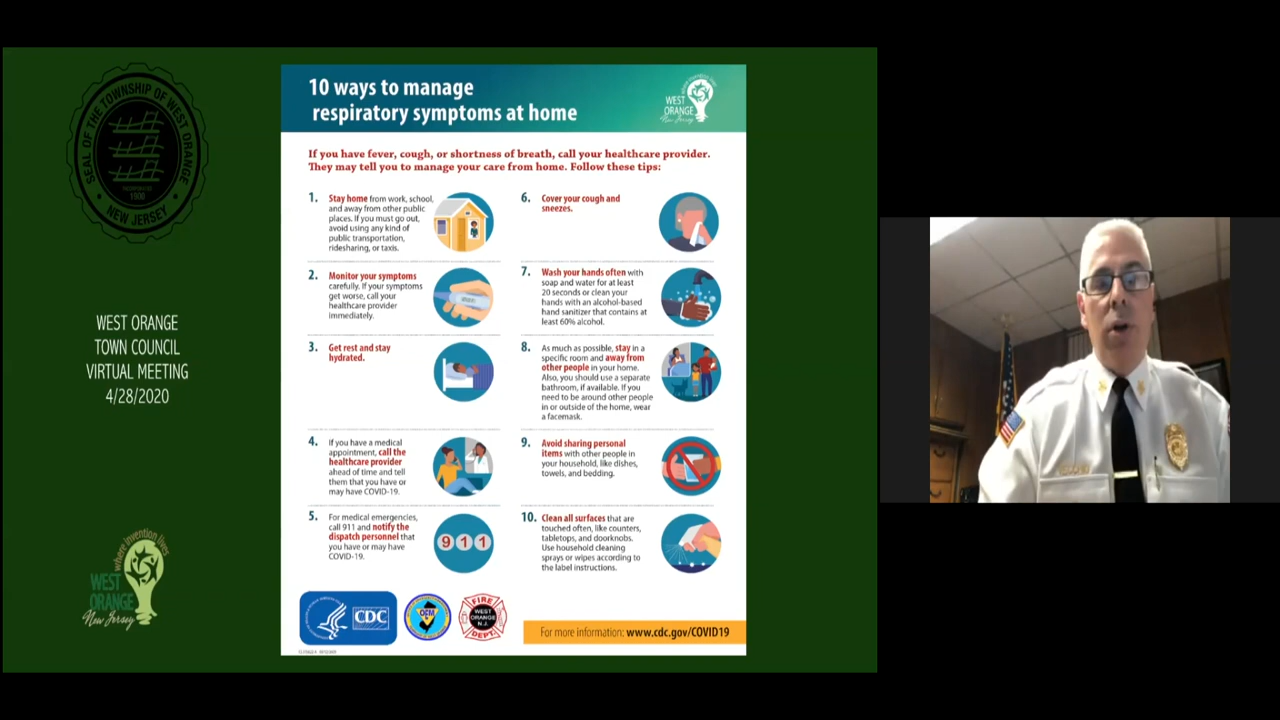 SEAL OF THE TOWNSHIP OF WEST ORANGE
INCORPORATED
1900
NEW JERSEY
WEST ORANGE
TOWN COUNCIL
VIRTUAL MEETING
4/28/2020
where invention lives
WEST
ORANGE
New Jersey
10 ways to manage
respiratory symptoms at home
where invention lives
WEST
ORANGE
New Jersey
If you have fever, cough, or shortness of breath, call your healthcare provider.
They may tell you to manage your care from home. Follow these tips:
1. Stay home from work, school,
and away from other public
places. If you must go out,
avoid using any kind of
public transportation,
ridesharing, or taxis.
2. Monitor your symptoms
carefully. If your symptoms
get worse, call your
healthcare provider
immediately.
3. Get rest and stay
hydrated.
4. If you have a medical
appointment, call the
healthcare provider
ahead of time and tell
them that you have or
may have COVID-19.
5. For medical emergencies,
call 911 and notify the
dispatch personnel that
you have or may have
COVID-19.
911
6. Cover your cough and
sneezes.
7. Wash your hands often with
soap and water for at least
20 seconds or clean your
hands with an alcohol-based
hand sanitizer that contains at
least 60% alcohol.
8. As much as possible, stay in a
specific room and away from
other people in your home.
Also, you should use a separate
bathroom, if available. If you
need to be around other people
in or outside of the home, wear
a facemask.
9. Avoid sharing personal
items with other people in
your household, like dishes,
towels, and bedding.
10. Clean all surfaces that are
touched often, like counters,
tabletops, and doorknobs.
Use household cleaning
sprays or wipes according to
the label instructions.
CDC
OEM
FIRE
WEST
ORANGE
N.J.
DEPT.
For more information: www.cdc.gov/COVID19